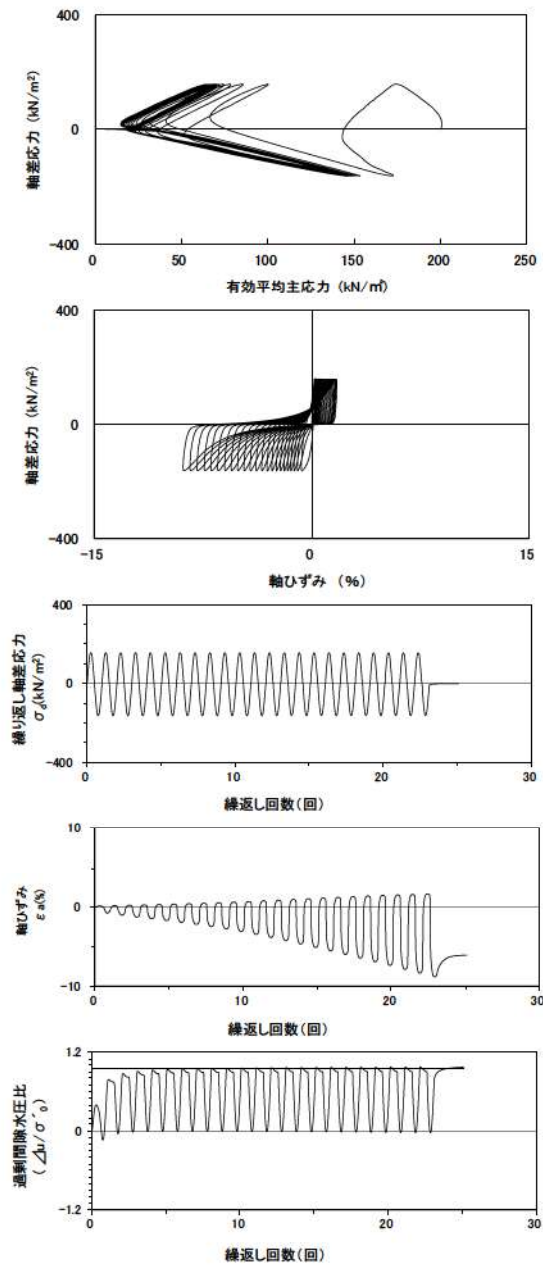 400
0
-400
軸差応力 (kN/m²)
0 50 100 150 200 250
有効平均主応力 (kN/㎡)
400
0
-400
軸差応力 (kN/m²)
-15 0 15
軸ひずみ (%)
400
0
-400
繰り返し軸差応力
σd(kN/m²)
0 10 20 30
繰返し回数(回)
10
0
-10
軸ひずみ
εa(%)
0 10 20 30
繰返し回数(回)
1.2
0
-1.2
過剰間隙水圧比
(Δu/σ´0)
0 10 20 30
繰返し回数(回)